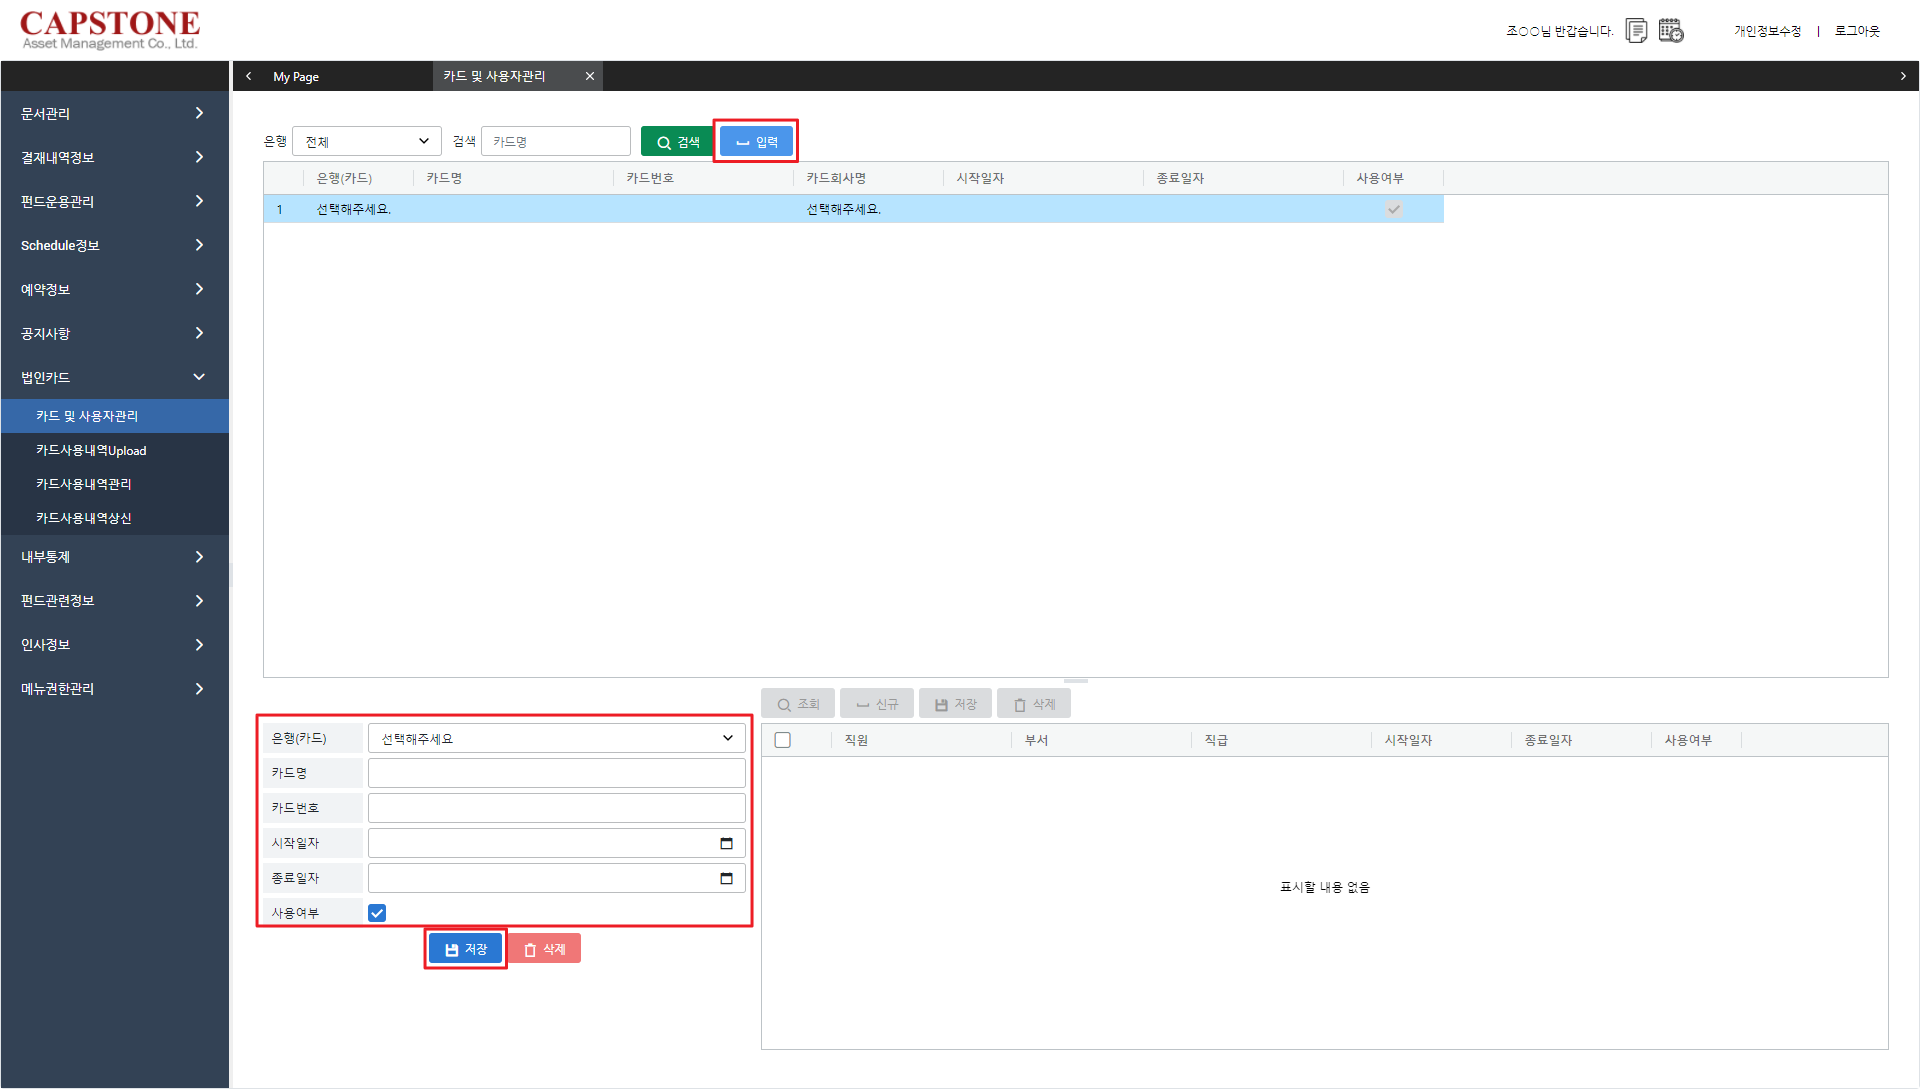 CAPSTONE
Asset Management Co., Ltd.
조○○님 반갑습니다.
개인정보수정 | 로그아웃
My Page
카드 및 사용자관리
문서관리
결재내역정보
펀드운용관리
Schedule정보
예약정보
공지사항
법인카드
카드 및 사용자관리
카드사용내역Upload
카드사용내역관리
카드사용내역상신
내부통제
펀드관련정보
인사정보
메뉴권한관리
은행 전체 검색 카드명 검색 입력
은행(카드) 카드명 카드번호 카드회사명 시작일자 종료일자 사용여부
1 선택해주세요. 선택해주세요.
조회 신규 저장 삭제
은행(카드) 선택해주세요
카드명
카드번호
시작일자
종료일자
사용여부
저장 삭제
직원 부서 직급 시작일자 종료일자 사용여부
표시할 내용 없음